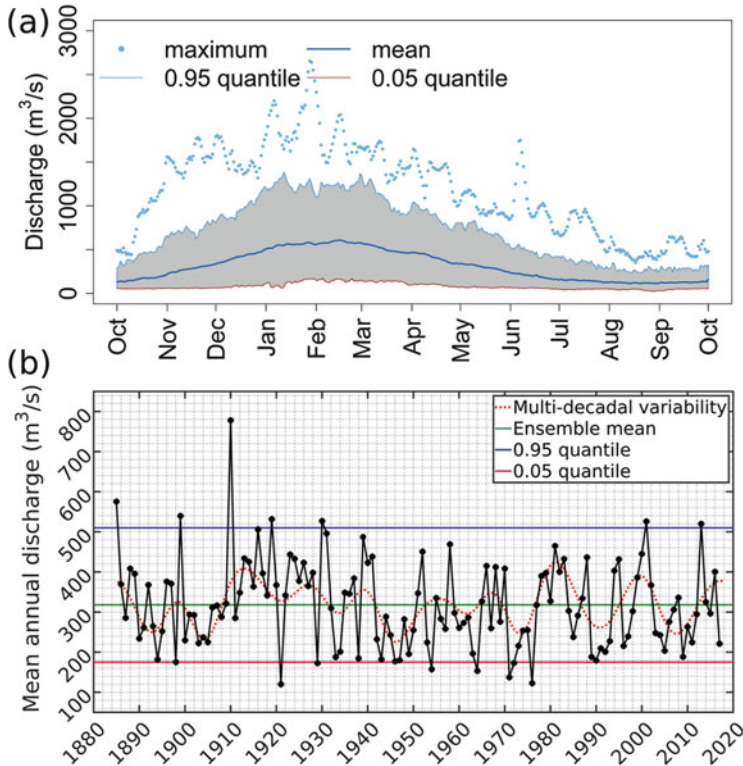 (a)
3000
maximum
mean
0.95 quantile
0.05 quantile
2000
1000
0
Discharge (m³/s)
Oct Nov Dec Jan Feb Mar Apr May Jun Jul Aug Sep Oct
(b)
Multi-decadal variability
Ensemble mean
0.95 quantile
0.05 quantile
800
700
600
500
400
300
200
100
Mean annual discharge (m³/s)
1880 1890 1900 1910 1920 1930 1940 1950 1960 1970 1980 1990 2000 2010 2020